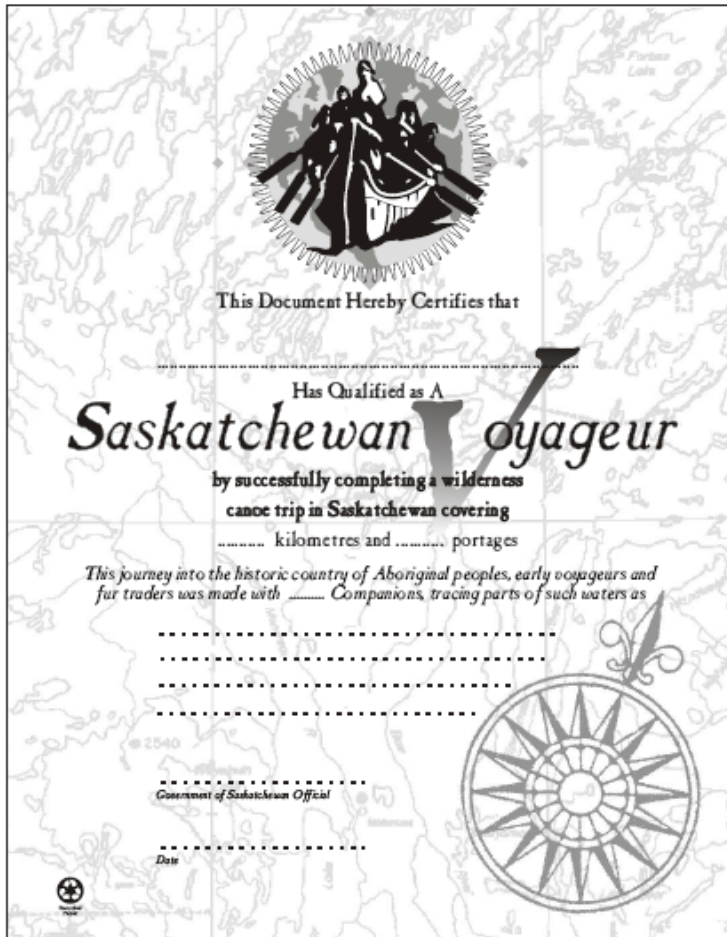 This Document Hereby Certifies that
Has Qualified as A
Saskatchewan Voyageur
by successfully completing a wilderness
canoe trip in Saskatchewan covering
........... kilometres and ........... portages
This journey into the historic country of Aboriginal peoples, early voyageurs and
fur traders was made with ......... Companions, tracing parts of such waters as
2540
Government of Saskatchewan Official
Date